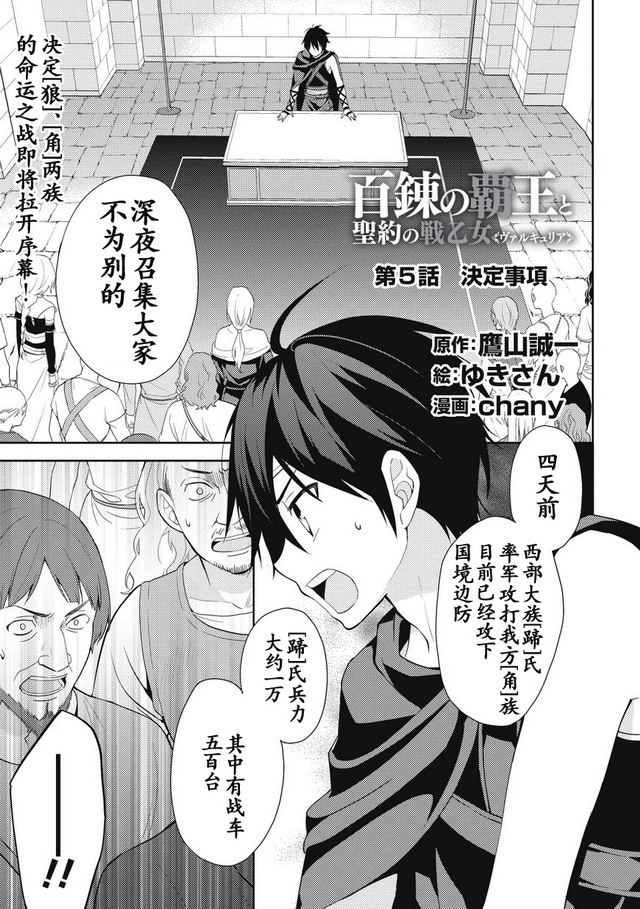 决定[狼]、[角]两族
的命运之战即将拉开序幕！
百錬の覇王と
聖約の戦乙女<ヴァルキュリア>
第5話　決定事項
原作:鷹山誠一
絵:ゆきさん
漫画:chany
深夜召集大家
不为别的
四天前
西部大族[蹄]氏
率军攻打我方[角]族
目前已经攻下
国境边防
[蹄]氏兵力
大约一万
其中有战车
五百台
——!!